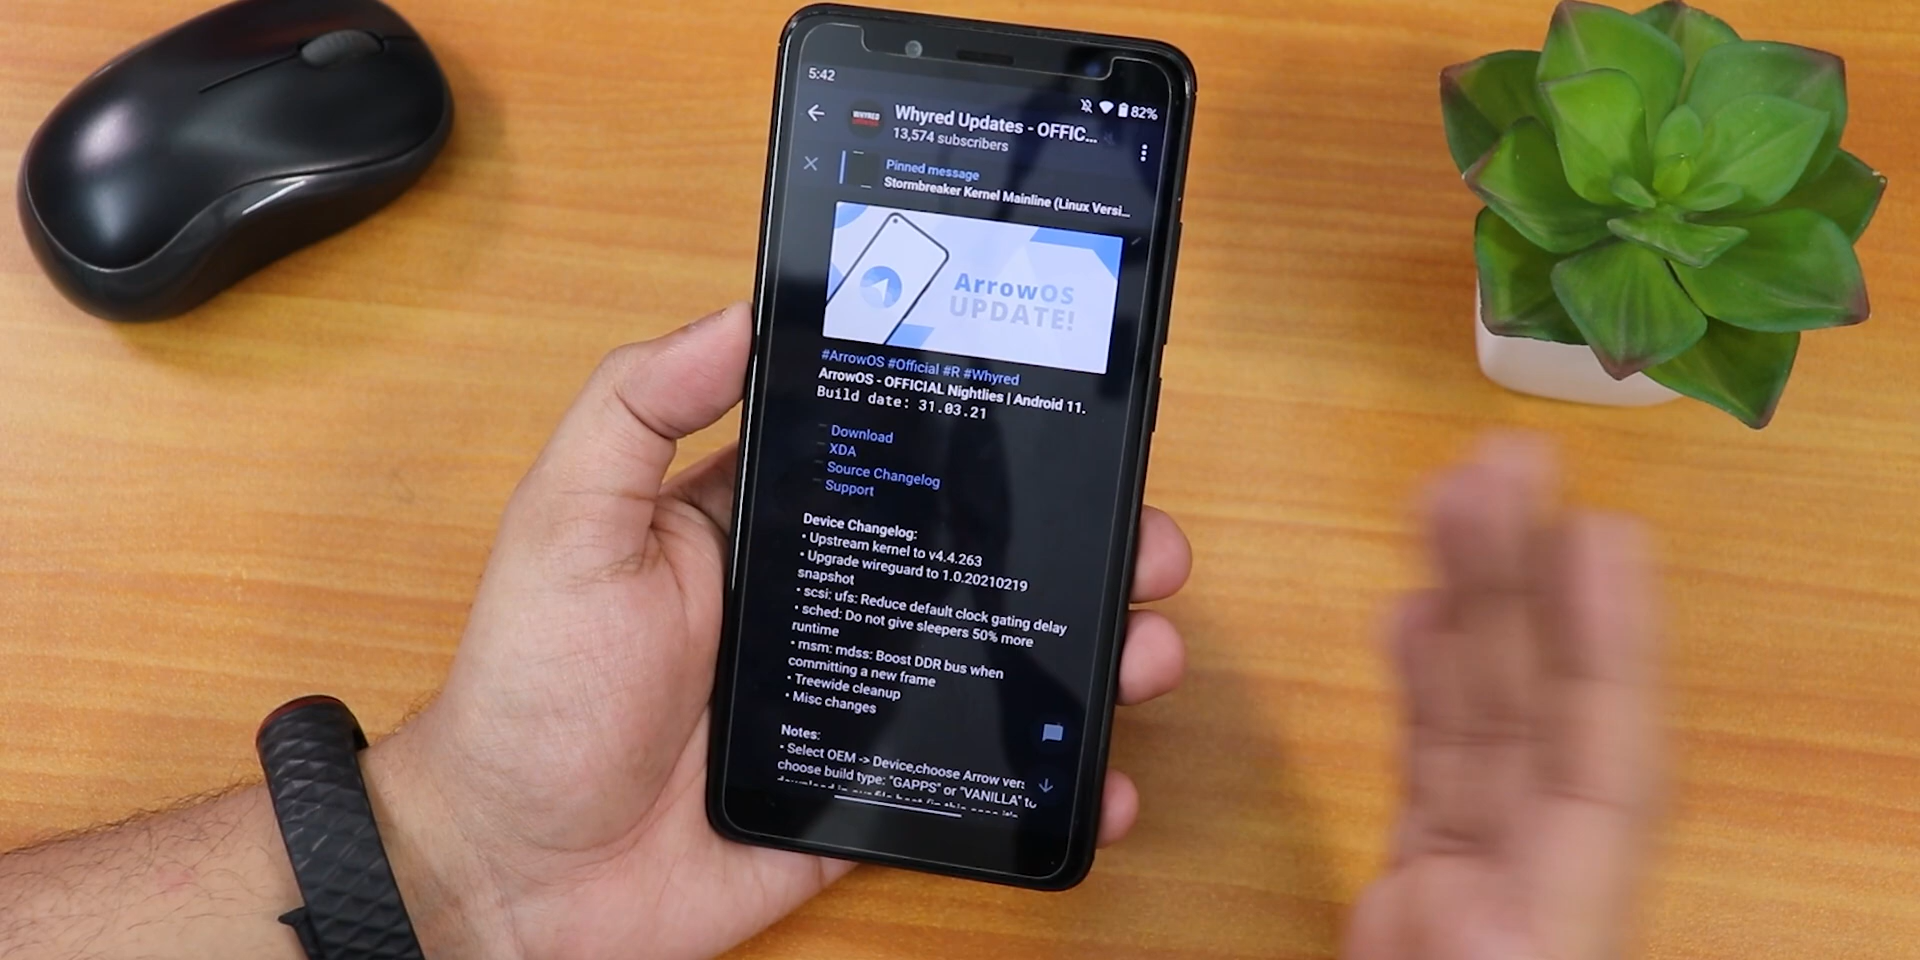 5:42
82%
WHYRED
Whyred Updates - OFFIC...
13,574 subscribers
Pinned message
Stormbreaker Kernel Mainline (Linux Versi...
ArrowOS
UPDATE!
#ArrowOS #Official #R #Whyred
ArrowOS - OFFICIAL Nightlies | Android 11.
Build date: 31.03.21
Download
XDA
Source Changelog
Support
Device Changelog:
• Upstream kernel to v4.4.263
• Upgrade wireguard to 1.0.20210219
snapshot
• scsi: ufs: Reduce default clock gating delay
• sched: Do not give sleepers 50% more
runtime
• msm: mdss: Boost DDR bus when
committing a new frame
• Treewide cleanup
• Misc changes
Notes:
• Select OEM -> Device,choose Arrow vers
choose build type: "GAPPS" or "VANILLA" to